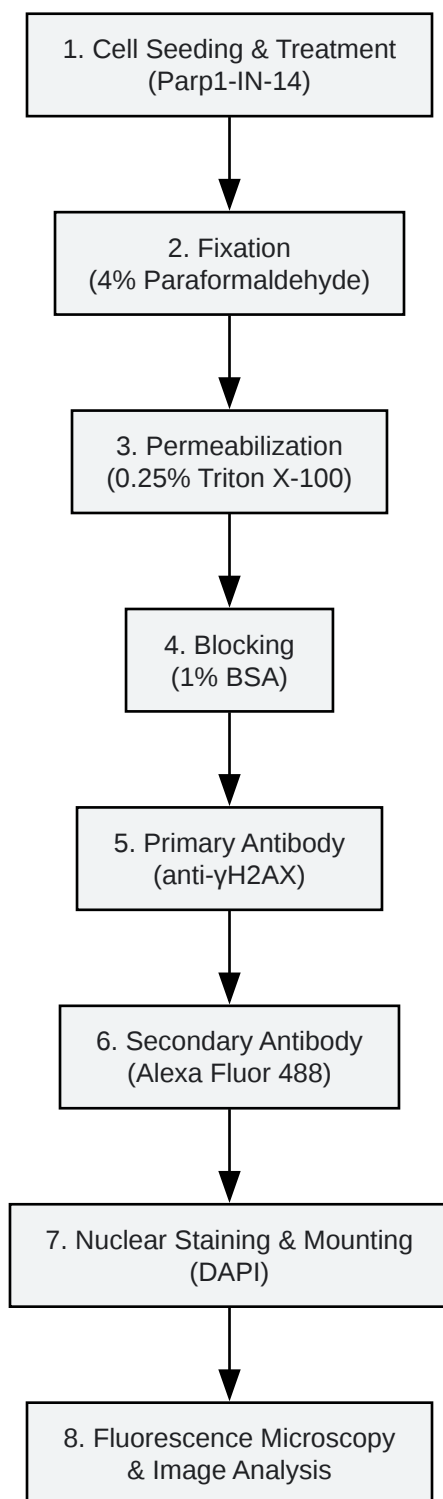 1. Cell Seeding & Treatment
(Parp1-IN-14)
2. Fixation
(4% Paraformaldehyde)
3. Permeabilization
(0.25% Triton X-100)
4. Blocking
(1% BSA)
5. Primary Antibody
(anti-γH2AX)
6. Secondary Antibody
(Alexa Fluor 488)
7. Nuclear Staining & Mounting
(DAPI)
8. Fluorescence Microscopy
& Image Analysis